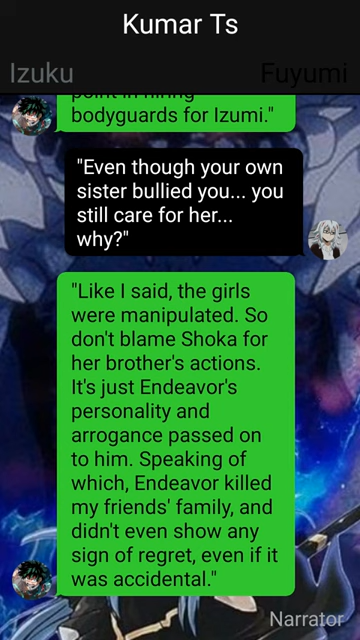 Kumar Ts
Izuku
Fuyumi
point in hiring
bodyguards for Izumi."
"Even though your own
sister bullied you... you
still care for her...
why?"
"Like I said, the girls
were manipulated. So
don't blame Shoka for
her brother's actions.
It's just Endeavor's
personality and
arrogance passed on
to him. Speaking of
which, Endeavor killed
my friends' family, and
didn't even show any
sign of regret, even if it
was accidental."
Narrator